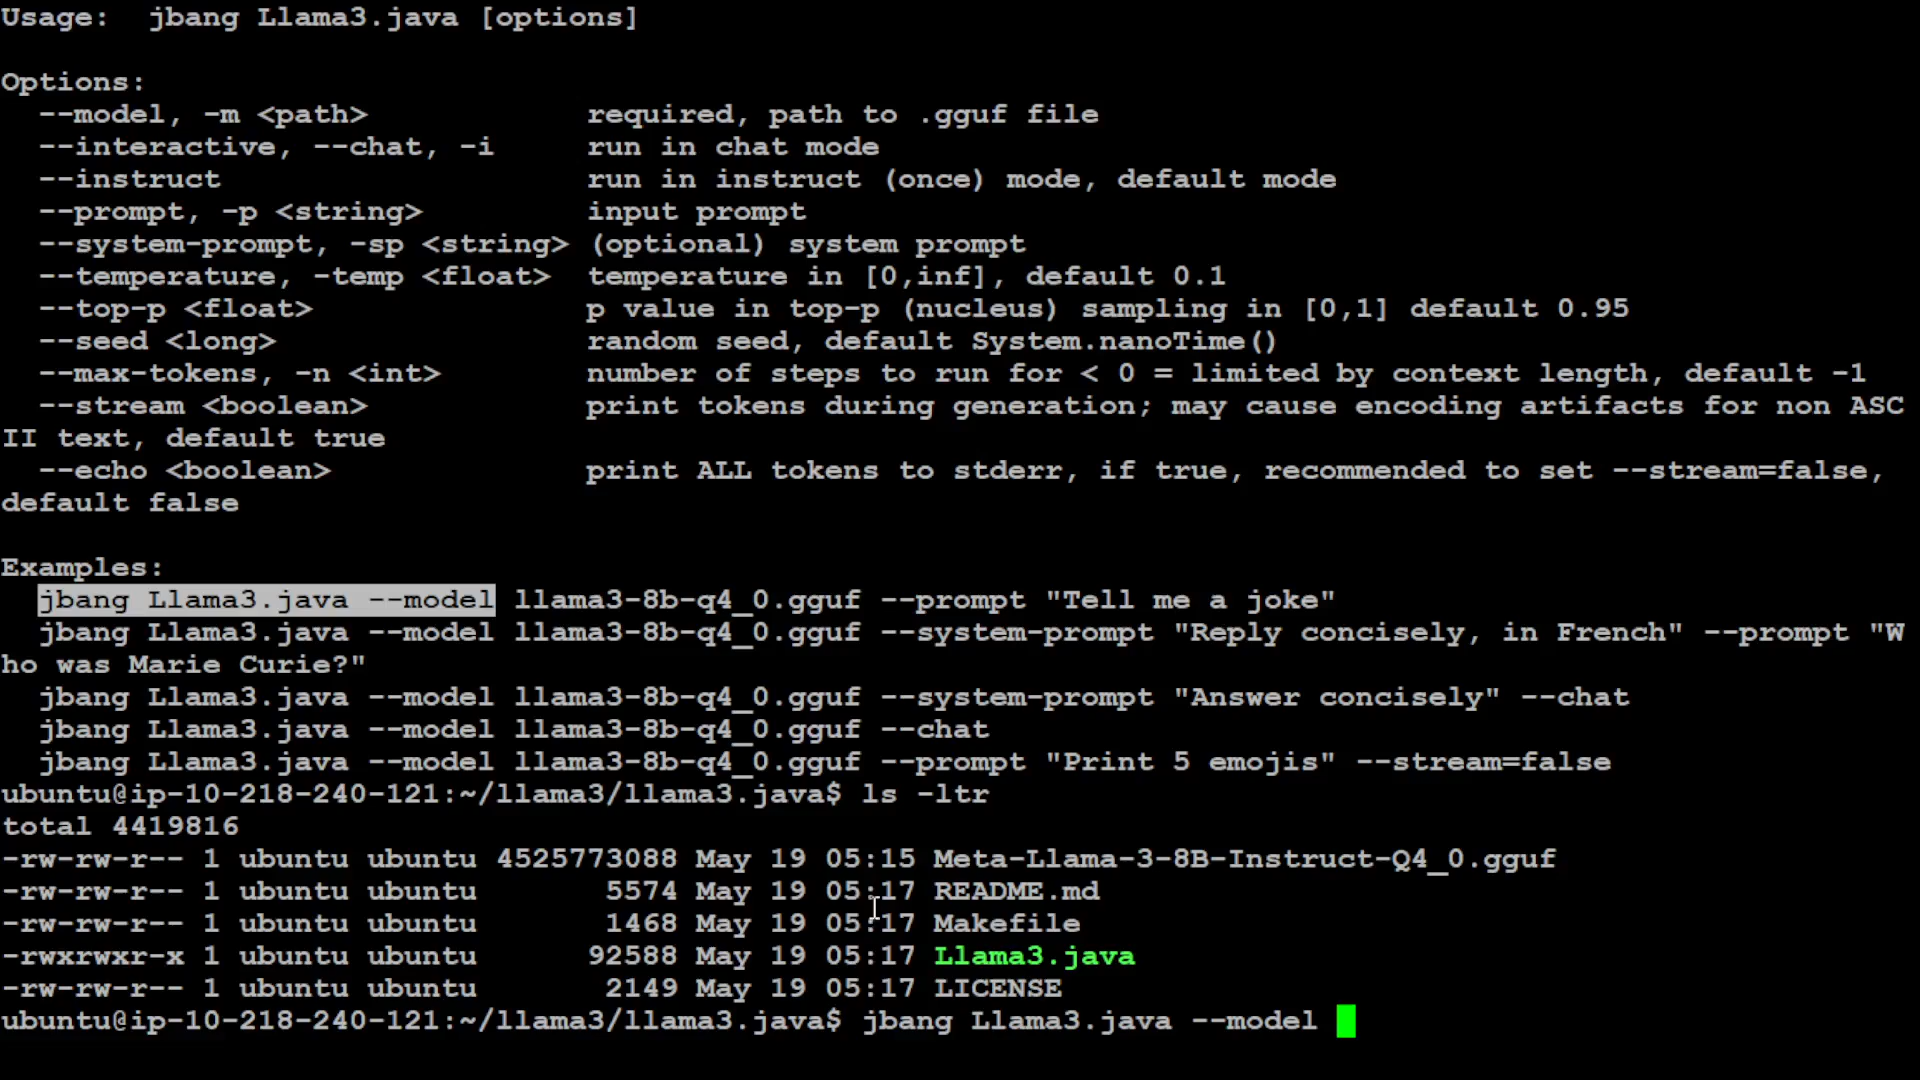 Usage:  jbang Llama3.java [options]

Options:
  --model, -m <path>            required, path to .gguf file
  --interactive, --chat, -i     run in chat mode
  --instruct                    run in instruct (once) mode, default mode
  --prompt, -p <string>         input prompt
  --system-prompt, -sp <string> (optional) system prompt
  --temperature, -temp <float>  temperature in [0,inf], default 0.1
  --top-p <float>               p value in top-p (nucleus) sampling in [0,1] default 0.95
  --seed <long>                 random seed, default System.nanoTime()
  --max-tokens, -n <int>        number of steps to run for < 0 = limited by context length, default -1
  --stream <boolean>            print tokens during generation; may cause encoding artifacts for non ASC
II text, default true
  --echo <boolean>              print ALL tokens to stderr, if true, recommended to set --stream=false,
default false

Examples:
  jbang Llama3.java --model llama3-8b-q4_0.gguf --prompt "Tell me a joke"
  jbang Llama3.java --model llama3-8b-q4_0.gguf --system-prompt "Reply concisely, in French" --prompt "W
ho was Marie Curie?"
  jbang Llama3.java --model llama3-8b-q4_0.gguf --system-prompt "Answer concisely" --chat
  jbang Llama3.java --model llama3-8b-q4_0.gguf --chat
  jbang Llama3.java --model llama3-8b-q4_0.gguf --prompt "Print 5 emojis" --stream=false
ubuntu@ip-10-218-240-121:~/llama3/llama3.java$ ls -ltr
total 4419816
-rw-rw-r-- 1 ubuntu ubuntu 4525773088 May 19 05:15 Meta-Llama-3-8B-Instruct-Q4_0.gguf
-rw-rw-r-- 1 ubuntu ubuntu       5574 May 19 05:17 README.md
-rw-rw-r-- 1 ubuntu ubuntu       1468 May 19 05:17 Makefile
-rwxrwxr-x 1 ubuntu ubuntu      92588 May 19 05:17 Llama3.java
-rw-rw-r-- 1 ubuntu ubuntu       2149 May 19 05:17 LICENSE
ubuntu@ip-10-218-240-121:~/llama3/llama3.java$ jbang Llama3.java --model